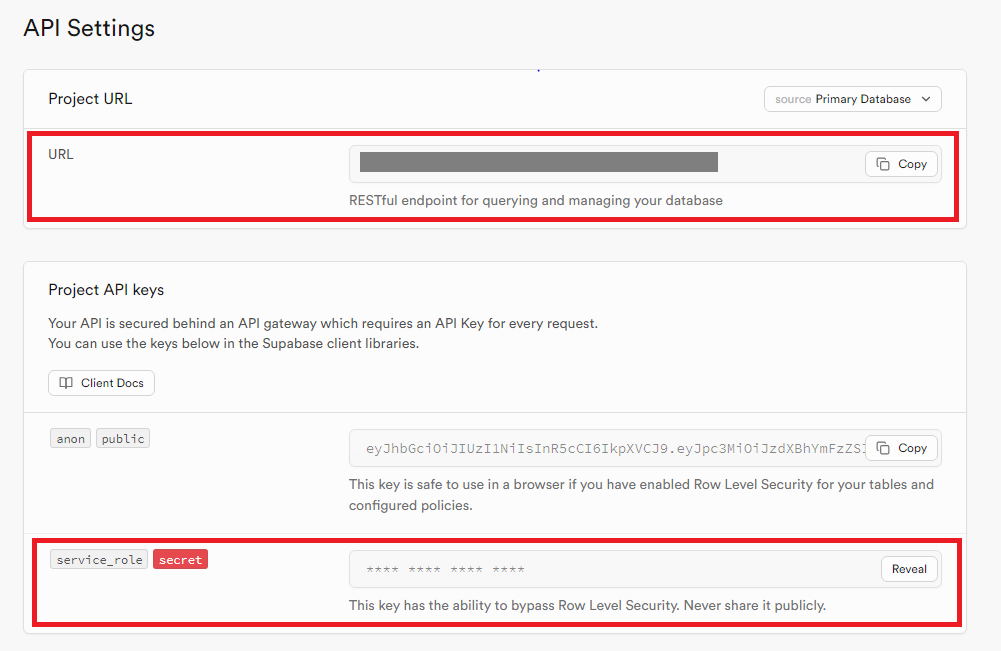 API Settings
Project URL
source Primary Database
URL
Copy
RESTful endpoint for querying and managing your database
Project API keys
Your API is secured behind an API gateway which requires an API Key for every request.
You can use the keys below in the Supabase client libraries.
Client Docs
anon public
eyJhbGciOiJIUzI1NiIsInR5cCI6IkpXVCJ9.eyJpc3MiOiJzdXBhYmFzZSI
Copy
This key is safe to use in a browser if you have enabled Row Level Security for your tables and
configured policies.
service_role secret
**** **** **** ****
Reveal
This key has the ability to bypass Row Level Security. Never share it publicly.